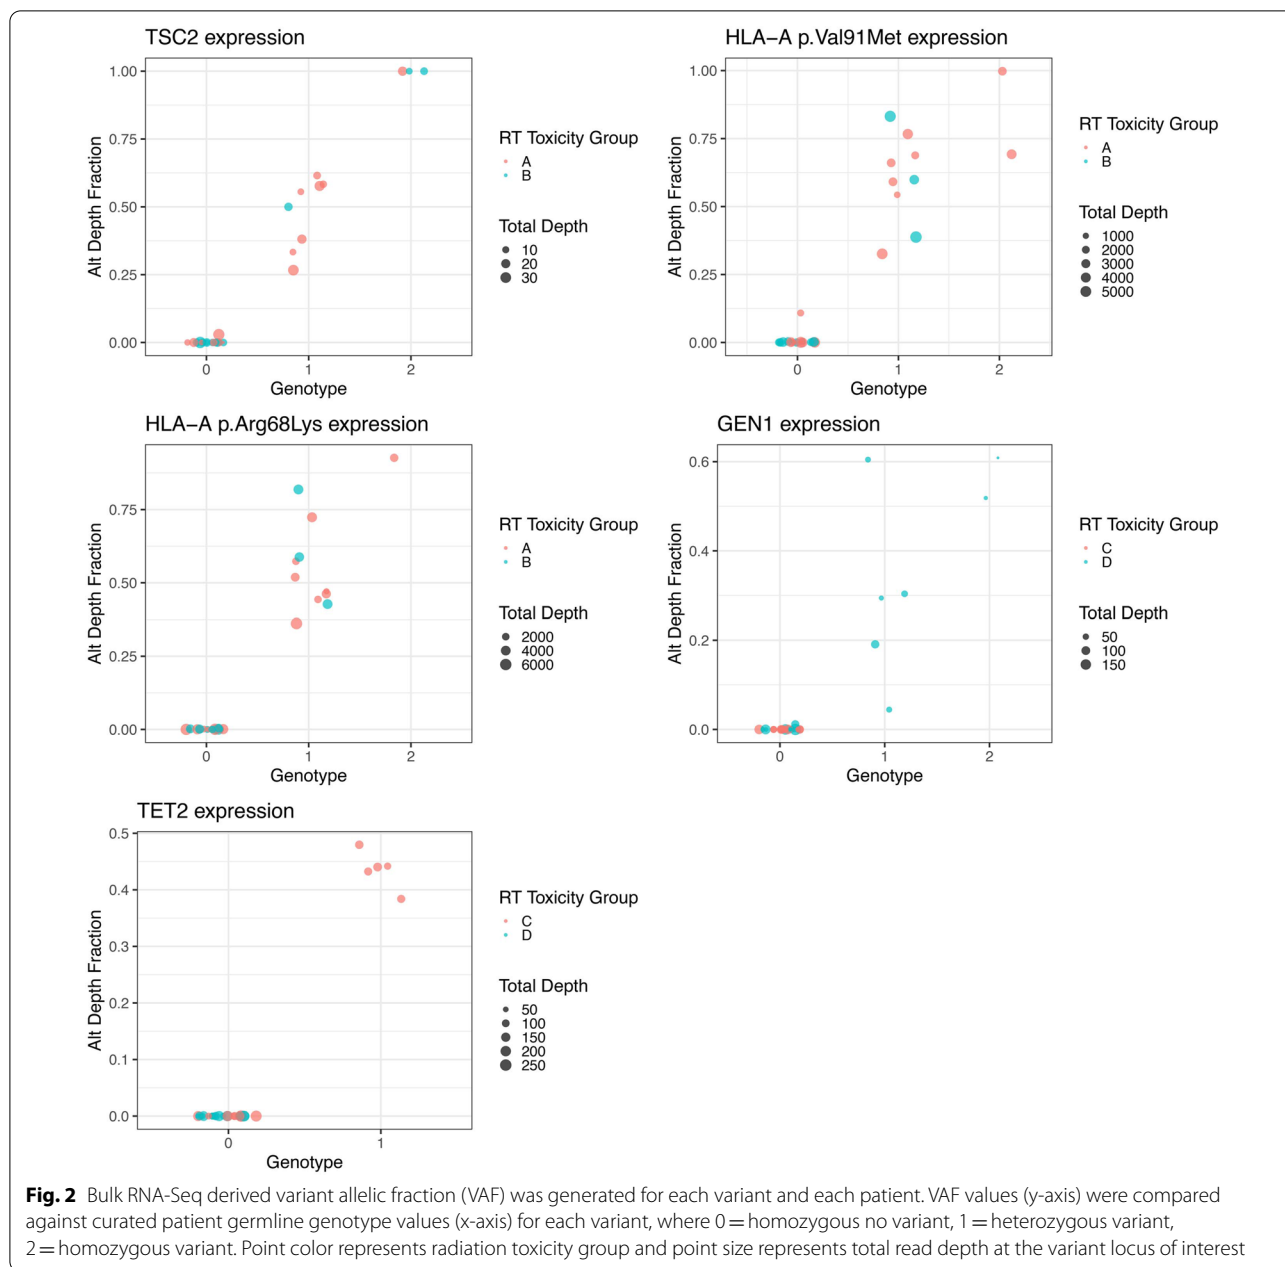 TSC2 expression
Alt Depth Fraction
1.00
0.75
0.50
0.25
0.00
0 1 2
Genotype
RT Toxicity Group
A
B
Total Depth
10
20
30
HLA−A p.Val91Met expression
Alt Depth Fraction
1.00
0.75
0.50
0.25
0.00
0 1 2
Genotype
RT Toxicity Group
A
B
Total Depth
1000
2000
3000
4000
5000
HLA−A p.Arg68Lys expression
Alt Depth Fraction
0.75
0.50
0.25
0.00
0 1 2
Genotype
RT Toxicity Group
A
B
Total Depth
2000
4000
6000
GEN1 expression
Alt Depth Fraction
0.6
0.4
0.2
0.0
0 1 2
Genotype
RT Toxicity Group
C
D
Total Depth
50
100
150
TET2 expression
Alt Depth Fraction
0.5
0.4
0.3
0.2
0.1
0.0
0 1
Genotype
RT Toxicity Group
C
D
Total Depth
50
100
150
200
250
Fig. 2 Bulk RNA-Seq derived variant allelic fraction (VAF) was generated for each variant and each patient. VAF values (y-axis) were compared
against curated patient germline genotype values (x-axis) for each variant, where 0 = homozygous no variant, 1 = heterozygous variant,
2 = homozygous variant. Point color represents radiation toxicity group and point size represents total read depth at the variant locus of interest